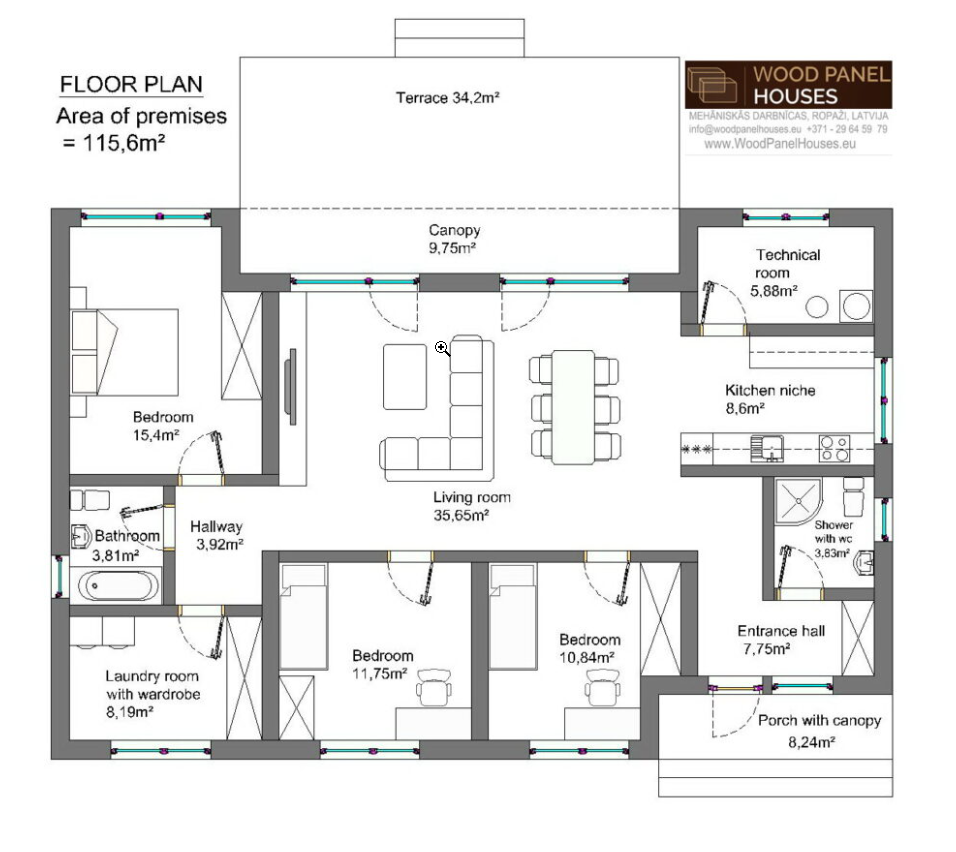 FLOOR PLAN
Area of premises
= 115,6m²
Terrace 34,2m²
WOOD PANEL
HOUSES
MEHĀNISKĀS DARBNĪCAS, ROPAŽI, LATVIJA
info@woodpanelhouses.eu +371 - 29 64 59 79
www.WoodPanelHouses.eu
Canopy
9,75m²
Technical
room
5,88m²
Bedroom
15,4m²
Kitchen niche
8,6m²
Living room
35,65m²
Bathroom
3,81m²
Hallway
3,92m²
Shower
with wc
3,83m²
Laundry room
with wardrobe
8,19m²
Bedroom
11,75m²
Bedroom
10,84m²
Entrance hall
7,75m²
Porch with canopy
8,24m²